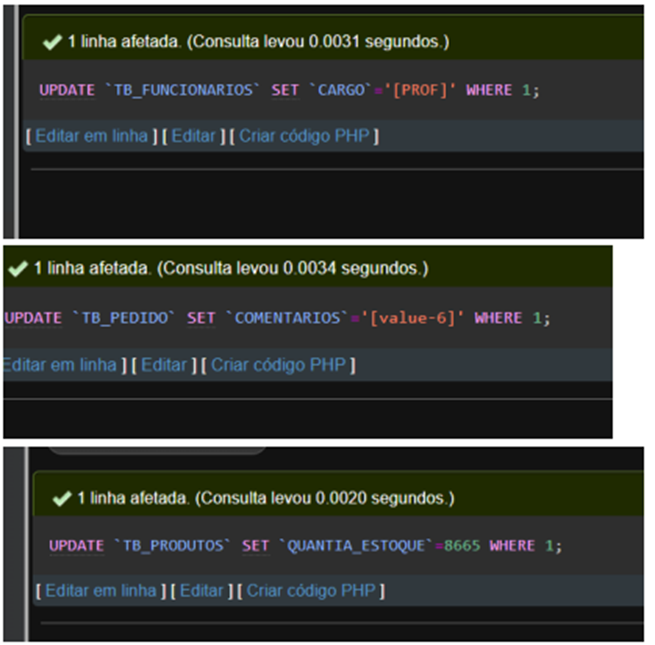 1 linha afetada. (Consulta levou 0.0031 segundos.)
UPDATE `TB_FUNCIONARIOS` SET `CARGO`='[PROF]' WHERE 1;
[ Editar em linha ] [ Editar ] [ Criar código PHP ]
1 linha afetada. (Consulta levou 0.0034 segundos.)
UPDATE `TB_PEDIDO` SET `COMENTARIOS`='[value-6]' WHERE 1;
Editar em linha ] [ Editar ] [ Criar código PHP ]
1 linha afetada. (Consulta levou 0.0020 segundos.)
UPDATE `TB_PRODUTOS` SET `QUANTIA_ESTOQUE`=8665 WHERE 1;
[ Editar em linha ] [ Editar ] [ Criar código PHP ]